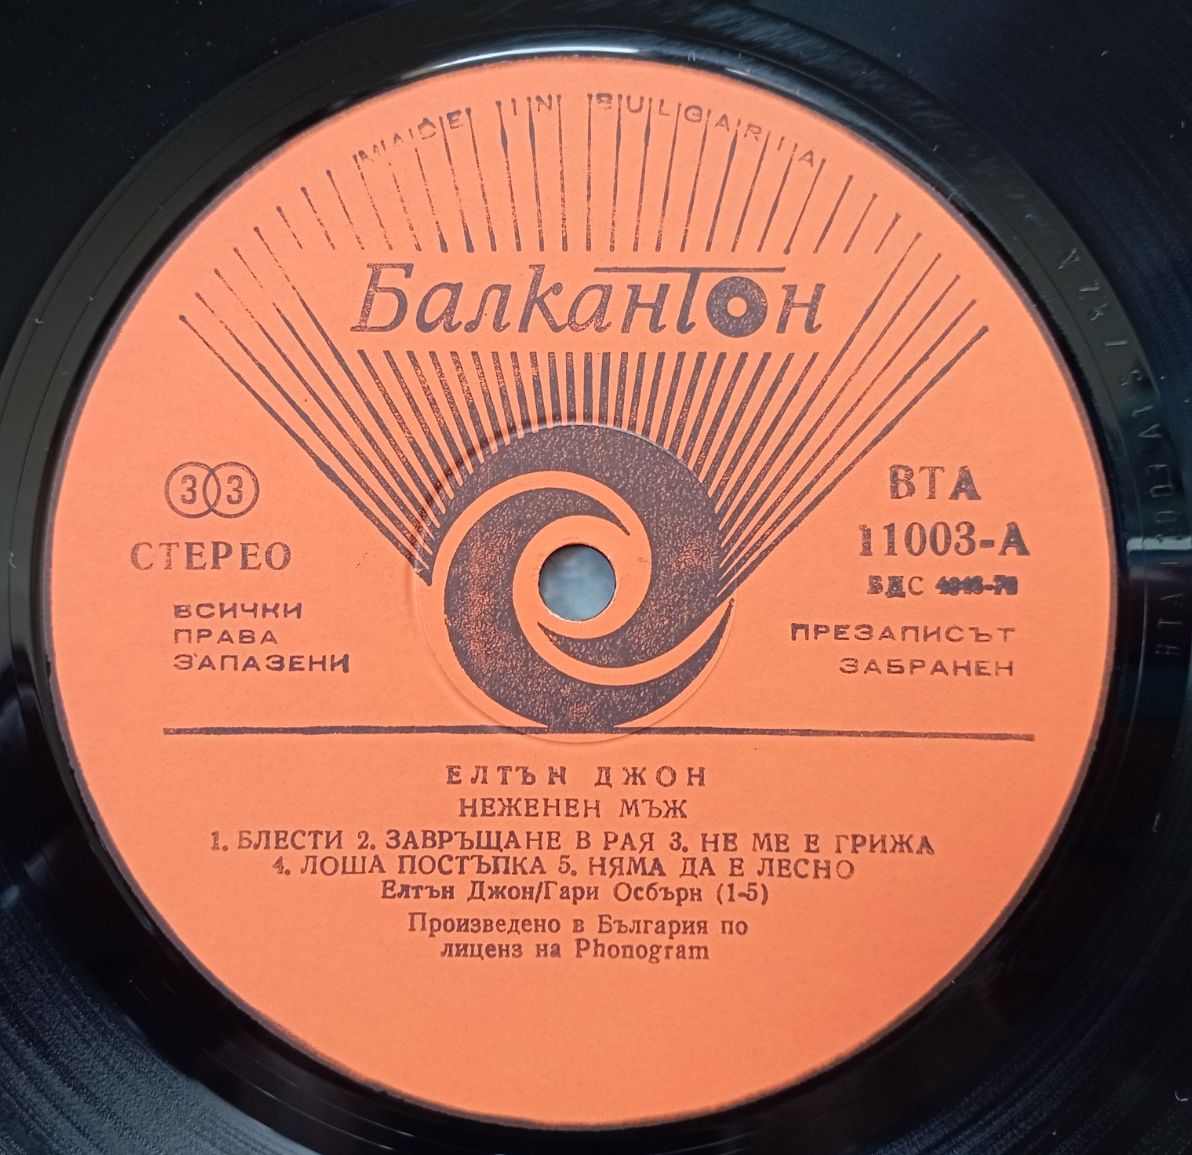 MADE IN BULGARIA
Балкантон
33
СТЕРЕО
ВСИЧКИ
ПРАВА
ЗАПАЗЕНИ
ВТА
11003-А
БДС
ПРЕЗАПИСЪТ
ЗАБРАНЕН
ЕЛТЪН ДЖОН
НЕЖЕНЕН МЪЖ
1. БЛЕСТИ 2. ЗАВРЪЩАНЕ В РАЯ 3. НЕ МЕ Е ГРИЖА
4. ЛОША ПОСТЪПКА 5. НЯМА ДА Е ЛЕСНО
Елтън Джон/Гари Осбърн (1-5)
Произведено в България по
лиценз на Phonogram